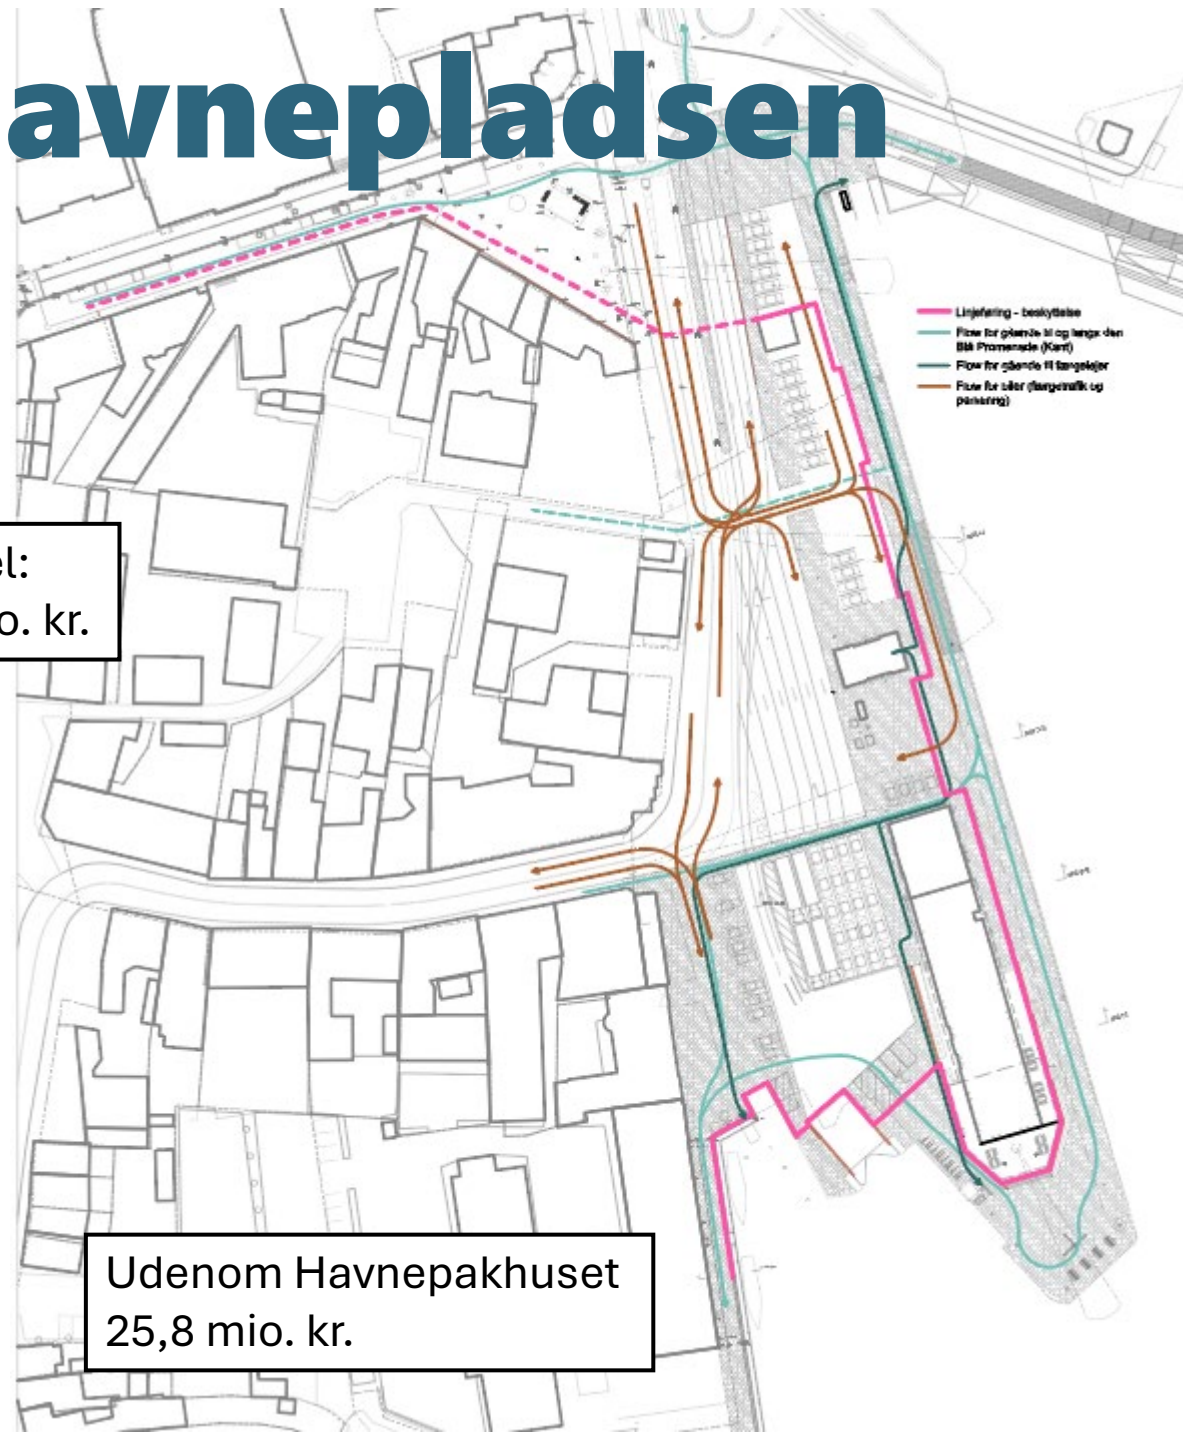 avnepladsen
Linjeføring - beskyttelse
Flow for gående til og langs den
Blå Promenade (Kant)
Flow for gående til færgelejer
Flow for biler (færgetrafik og
parkering)
el:
o. kr.
Udenom Havnepakhuset
25,8 mio. kr.